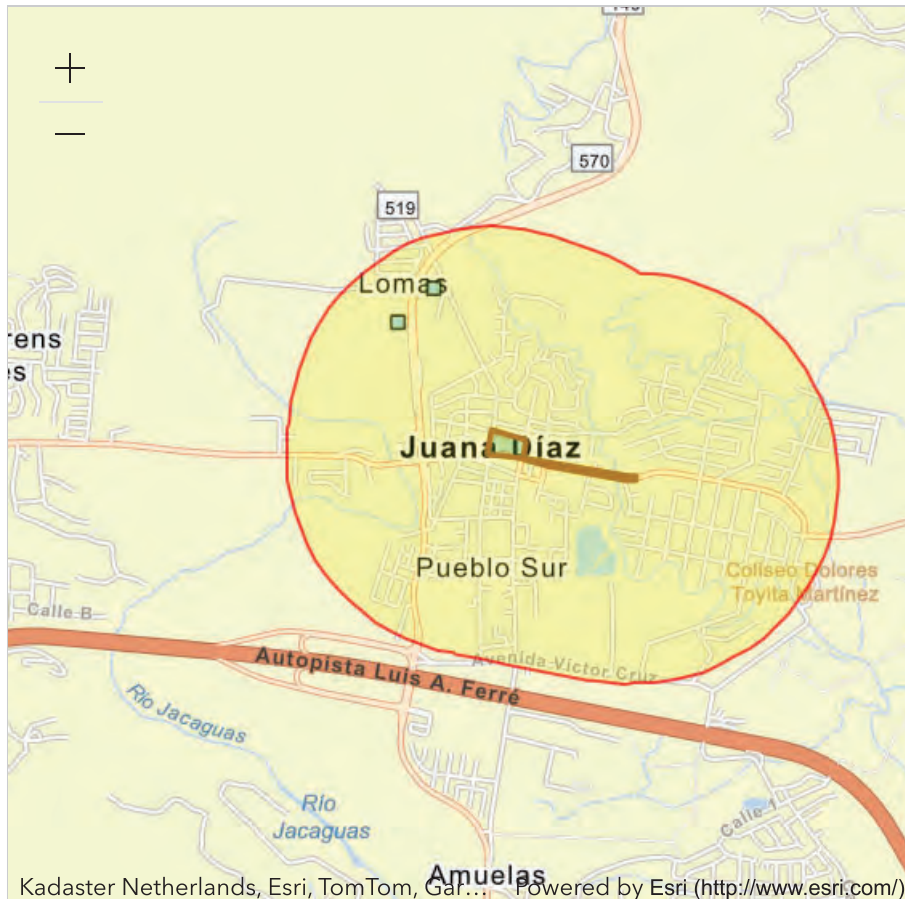 570
519
Lomas
rens
es
Juana Díaz
Pueblo Sur
Coliseo Dolores
Toyita Martínez
Calle B
Autopista Luis A. Ferré
Avenida Víctor Cruz
Río Jacaguas
Río
Jacaguas
Calle 1
Amuelas
Kadaster Netherlands, Esri, TomTom, Gar... Powered by Esri (http://www.esri.com/)